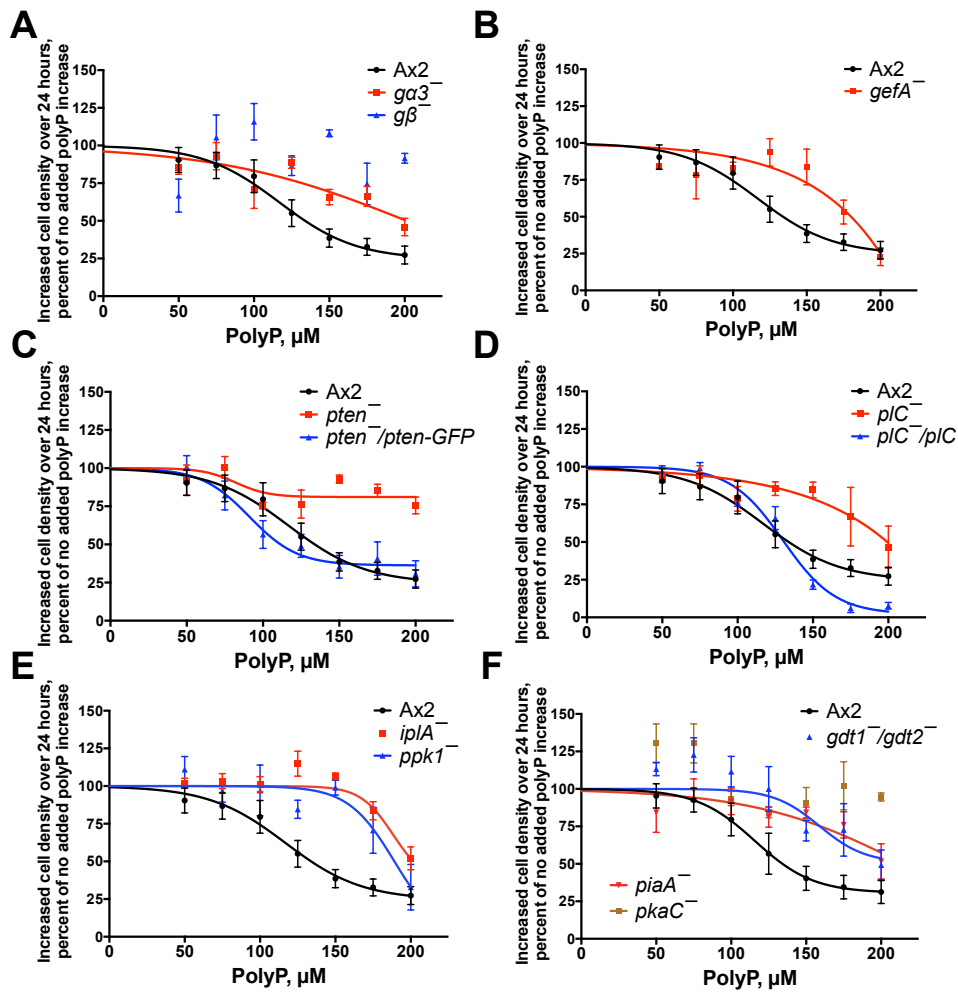 A
Increased cell density over 24 hours,
percent of no added polyP increase
150
125
100
75
50
25
0
0 50 100 150 200
PolyP, µM
Ax2
gα3⁻
gβ⁻
B
Increased cell density over 24 hours,
percent of no added polyP increase
150
125
100
75
50
25
0
0 50 100 150 200
PolyP, µM
Ax2
gefA⁻
C
Increased cell density over 24 hours,
percent of no added polyP increase
150
125
100
75
50
25
0
0 50 100 150 200
PolyP, µM
Ax2
pten⁻
pten⁻/pten-GFP
D
Increased cell density over 24 hours,
percent of no added polyP increase
150
125
100
75
50
25
0
0 50 100 150 200
PolyP, µM
Ax2
plC⁻
plC⁻/plC
E
Increased cell density over 24 hours,
percent of no added polyP increase
150
125
100
75
50
25
0
0 50 100 150 200
PolyP, µM
Ax2
iplA⁻
ppk1⁻
F
Increased cell density over 24 hours,
percent of no added polyP increase
150
125
100
75
50
25
0
0 50 100 150 200
PolyP, µM
Ax2
gdt1⁻/gdt2⁻
piaA⁻
pkaC⁻